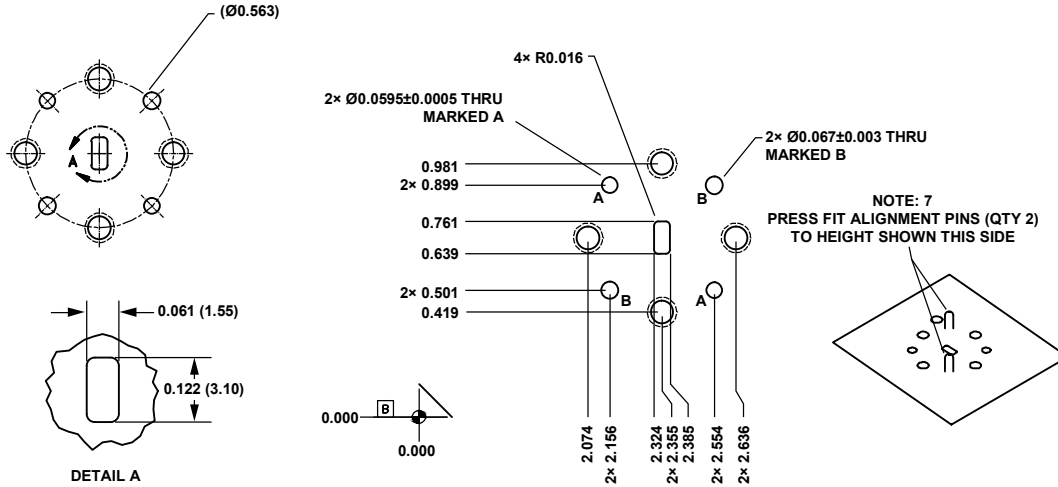 (Ø0.563)
A
0.061 (1.55)
0.122 (3.10)
DETAIL A
4× R0.016
2× Ø0.0595±0.0005 THRU
MARKED A
2× Ø0.067±0.003 THRU
MARKED B
0.981
2× 0.899
0.761
0.639
2× 0.501
0.419
A
B
B
A
0.000
B
0.000
2.074
2× 2.156
2.324
2× 2.355
2.385
2× 2.554
2× 2.636
NOTE: 7
PRESS FIT ALIGNMENT PINS (QTY 2)
TO HEIGHT SHOWN THIS SIDE